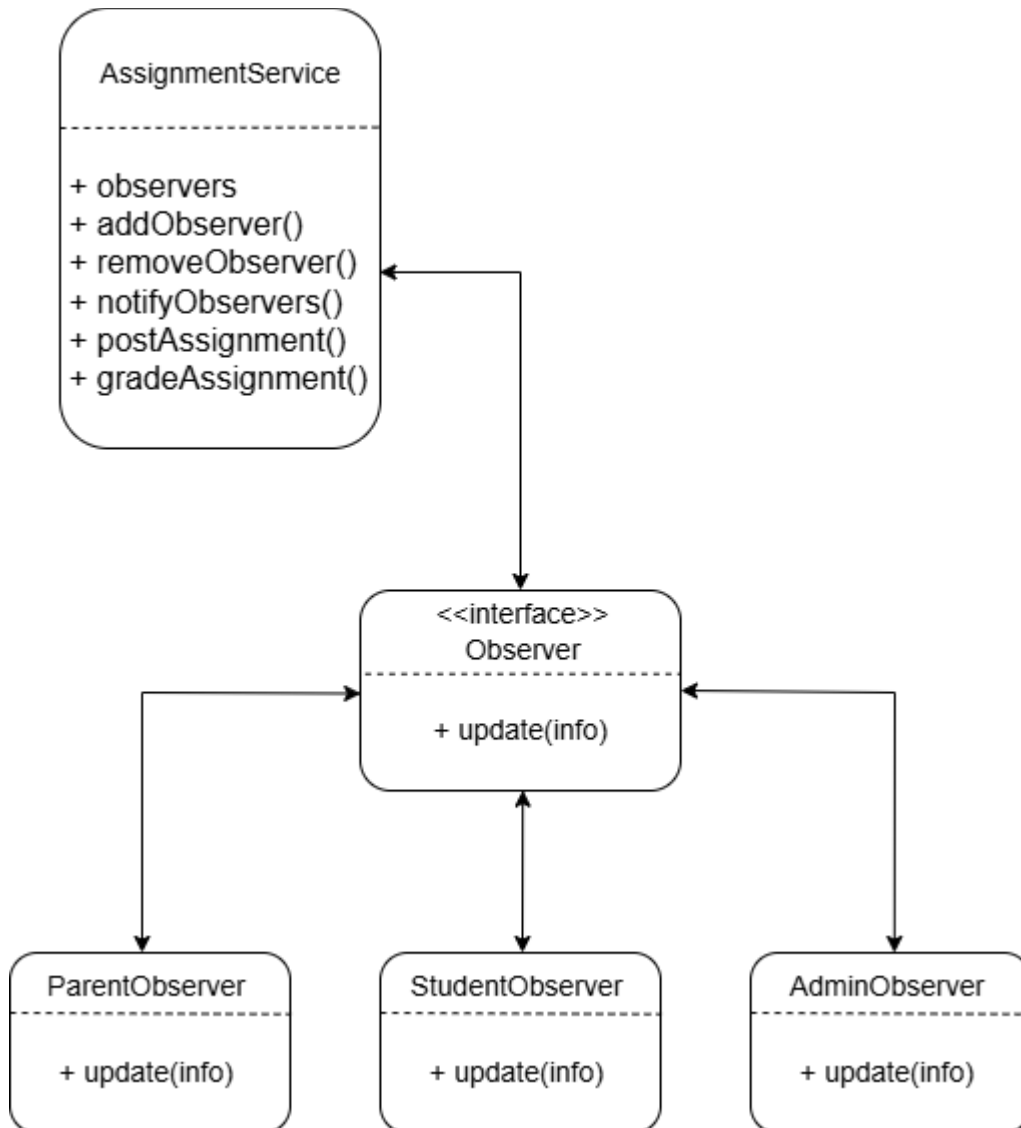 AssignmentService
+ observers
+ addObserver()
+ removeObserver()
+ notifyObservers()
+ postAssignment()
+ gradeAssignment()
<<interface>>
Observer
+ update(info)
ParentObserver
+ update(info)
StudentObserver
+ update(info)
AdminObserver
+ update(info)